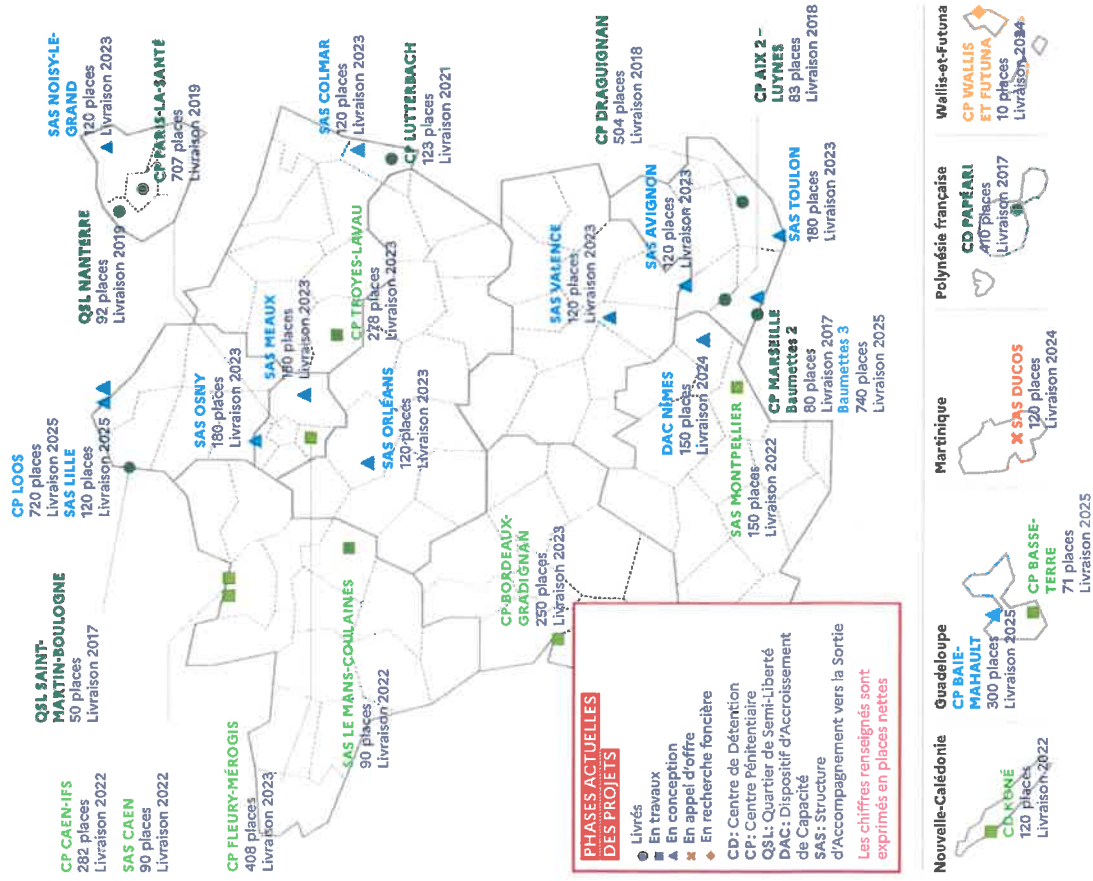 CP CAEN-IFS
282 places
Livraison 2022
SAS CAEN
90 places
Livraison 2022
QSL SAINT-
MARTIN-BOULOGNE
50 places
Livraison 2017
CP LOOS
720 places
Livraison 2025
SAS LILLE
120 places
Livraison 2025
QSL NANTERRE
92 places
Livraison 2019
SAS NOISY-LE-
GRAND
120 places
Livraison 2023
CP PARIS-LA-SANTÉ
707 places
Livraison 2019
CP FLEURY-MÉROGIS
408 places
Livraison 2023
SAS OSNY
180 places
Livraison 2023
SAS MEAUX
180 places
Livraison 2023
SAS COLMAR
120 places
Livraison 2023
SAS LE MANS-COULAINES
90 places
Livraison 2022
CP TROYES-LAVAU
278 places
Livraison 2023
CP LUTTERBACH
123 places
Livraison 2021
SAS ORLÉANS
120 places
Livraison 2023
CP-BORDEAUX-
GRADIGNAN
250 places
Livraison 2023
SAS VALENCE
120 places
Livraison 2023
CP DRAGUIGNAN
504 places
Livraison 2018
SAS AVIGNON
120 places
Livraison 2023
DAC NÎMES
150 places
Livraison 2024
SAS MONTPELLIER
150 places
Livraison 2022
CP AIX 2 –
LUYNES
83 places
Livraison 2018
CP MARSEILLE
Baumettes 2
80 places
Livraison 2017
Baumettes 3
740 places
Livraison 2025
SAS TOULON
180 places
Livraison 2023
PHASES ACTUELLES
DES PROJETS
Livrés
En travaux
En conception
En appel d'offre
En recherche foncière
CD : Centre de Détention
CP : Centre Pénitentiaire
QSL : Quartier de Semi-Liberté
DAC : Dispositif d'Accroissement
de Capacité
SAS : Structure
d'Accompagnement vers la Sortie
Les chiffres renseignés sont
exprimés en places nettes
Nouvelle-Calédonie
CD KONÉ
120 places
Livraison 2022
Guadeloupe
CP BAIE-
MAHAULT
300 places
Livraison 2025
CP BASSE-
TERRE
71 places
Livraison 2025
Martinique
SAS DUCOS
120 places
Livraison 2024
Polynésie française
CD PAPEARI
410 places
Livraison 2017
Wallis-et-Futuna
CP WALLIS
ET FUTUNA
10 places
Livraison